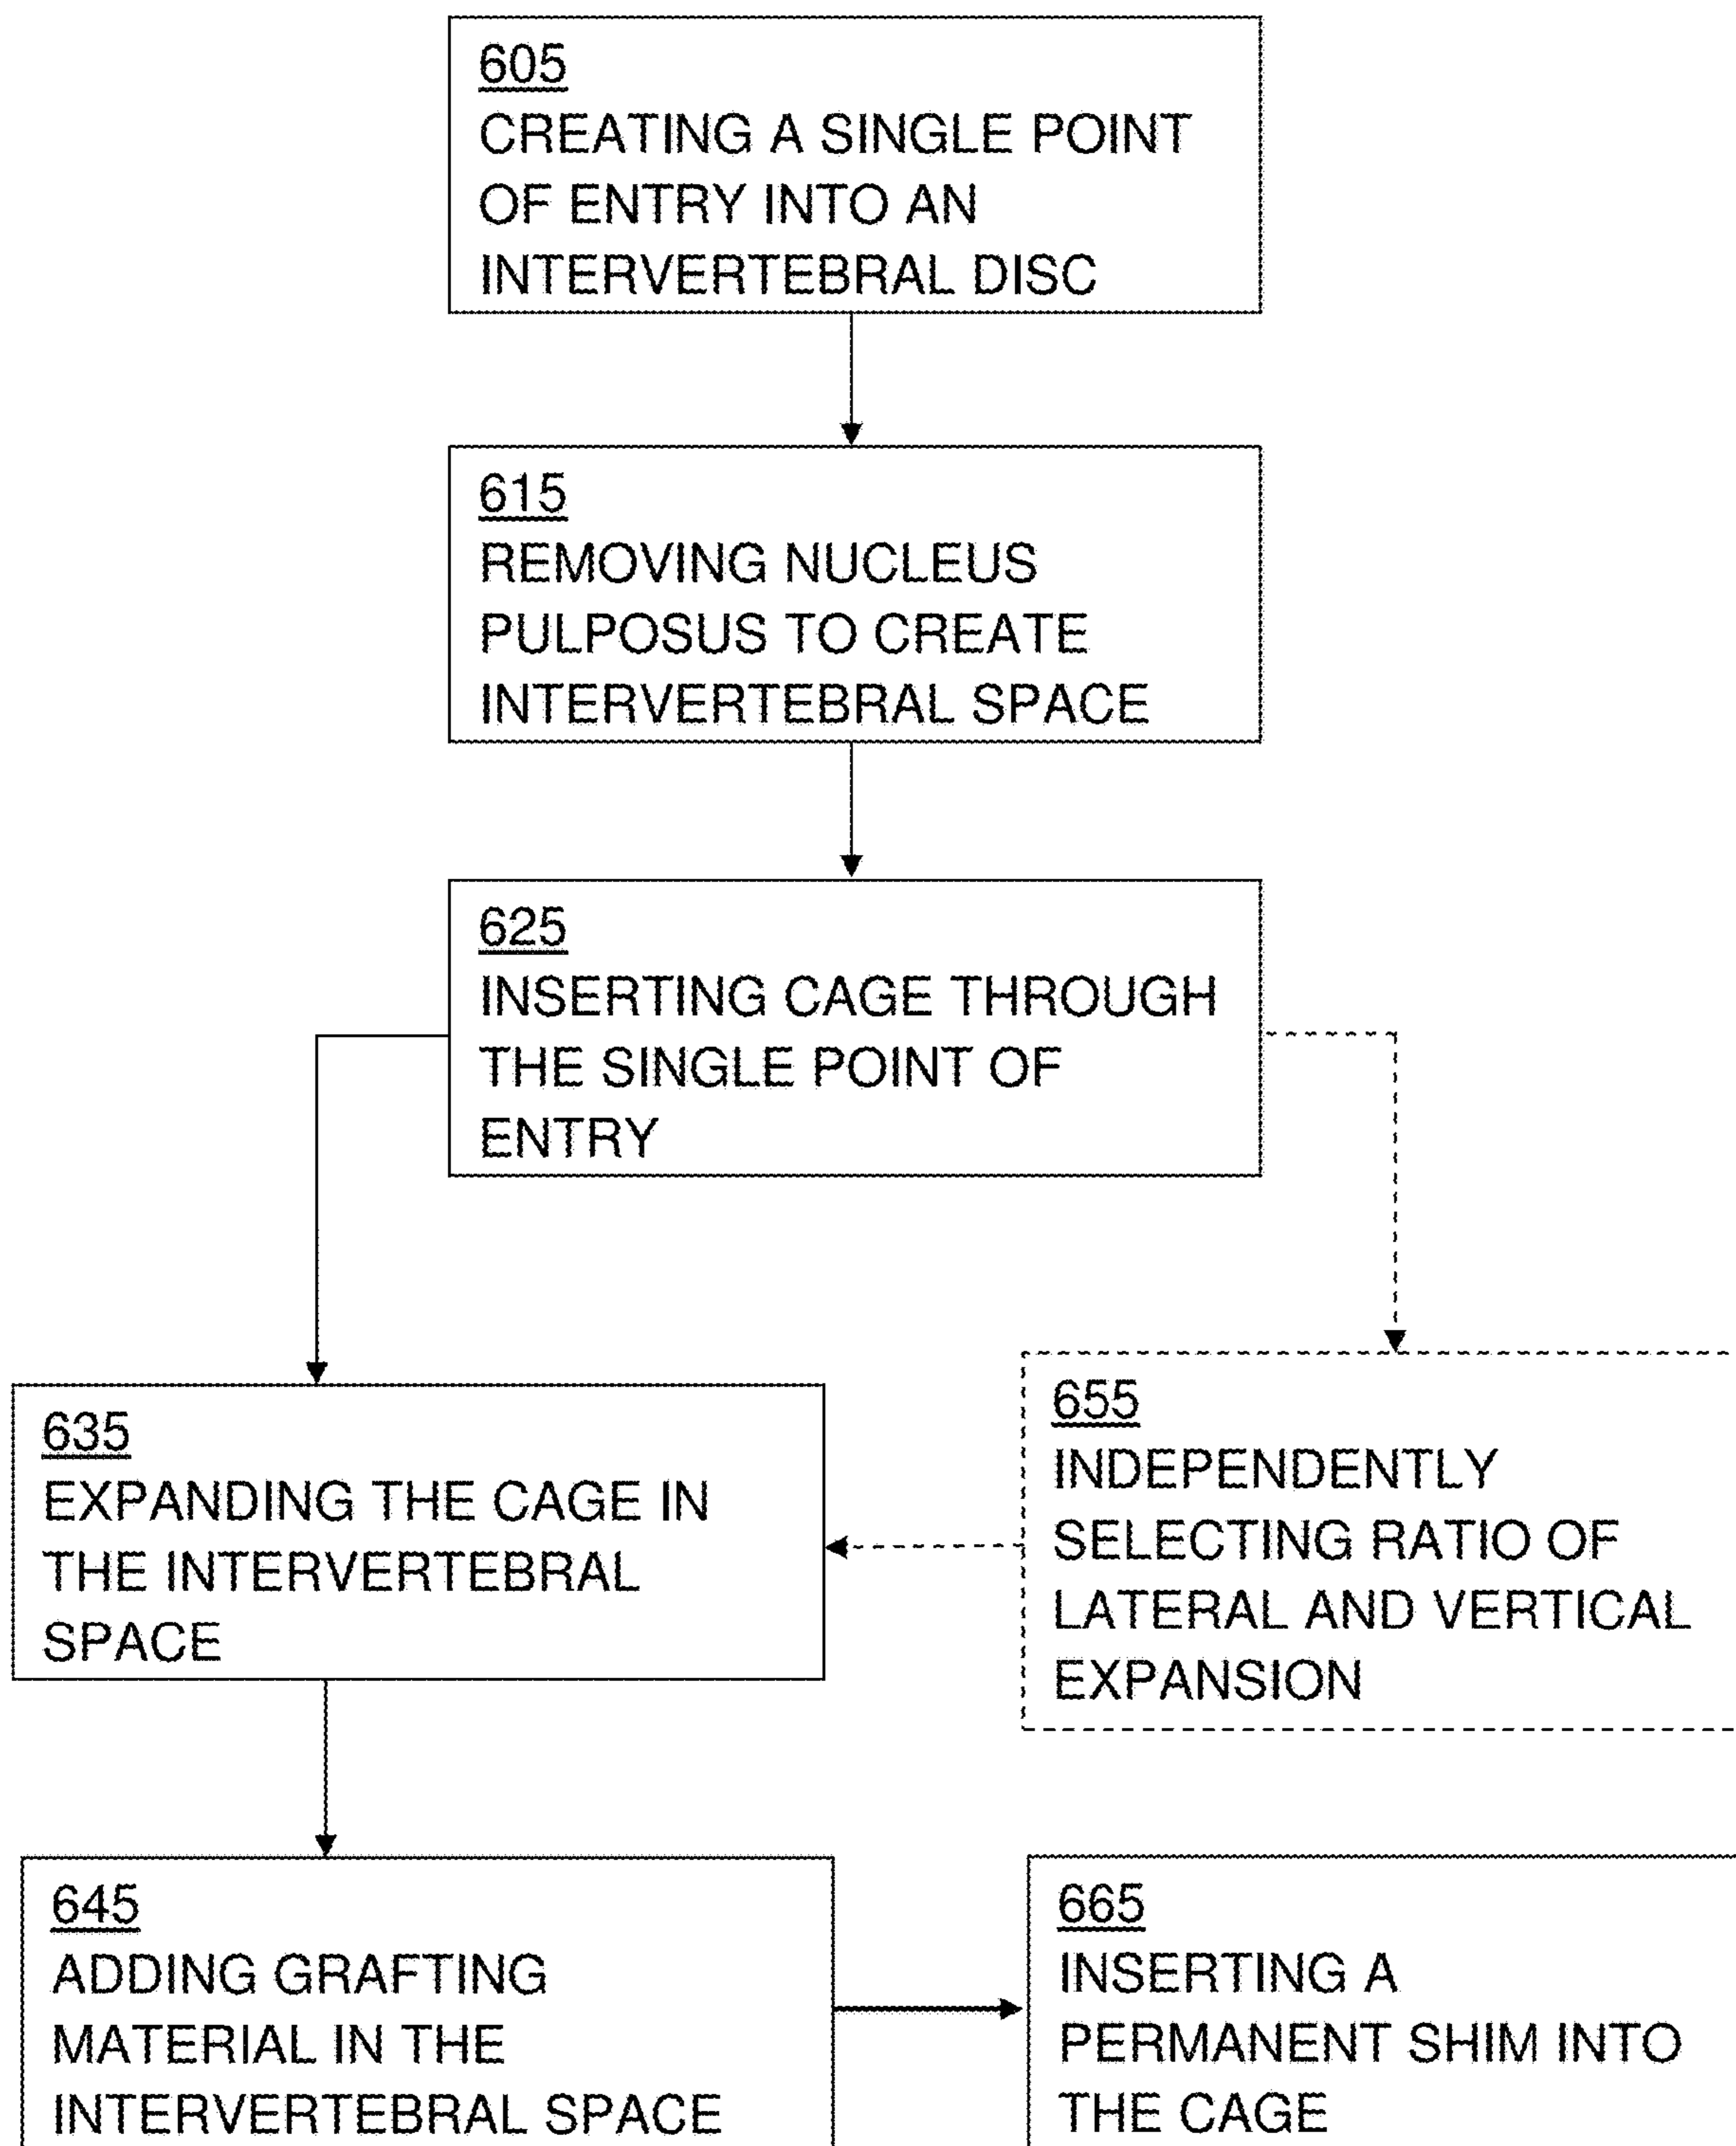 605
CREATING A SINGLE POINT
OF ENTRY INTO AN
INTERVERTEBRAL DISC
615
REMOVING NUCLEUS
PULPOSUS TO CREATE
INTERVERTEBRAL SPACE
625
INSERTING CAGE THROUGH
THE SINGLE POINT OF
ENTRY
635
EXPANDING THE CAGE IN
THE INTERVERTEBRAL
SPACE
655
INDEPENDENTLY
SELECTING RATIO OF
LATERAL AND VERTICAL
EXPANSION
645
ADDING GRAFTING
MATERIAL IN THE
INTERVERTEBRAL SPACE
665
INSERTING A
PERMANENT SHIM INTO
THE CAGE